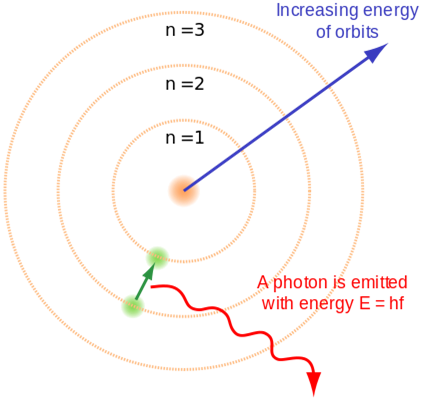 Increasing energy
of orbits
n = 3
n = 2
n = 1
A photon is emitted
with energy E = hf